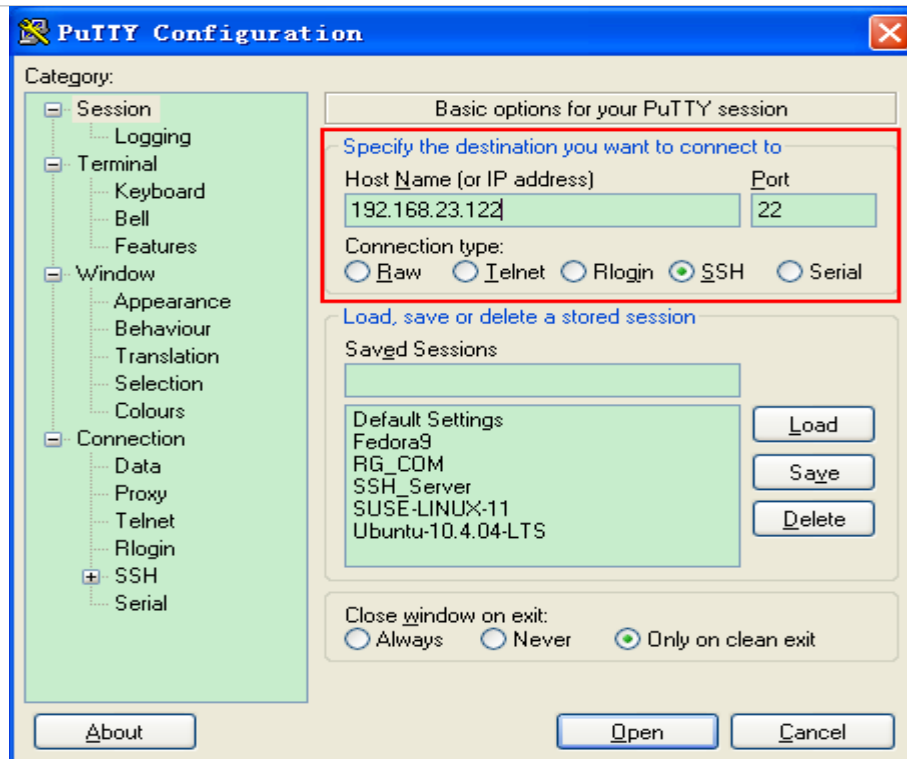 PuTTY Configuration
Category:
Session
Logging
Terminal
Keyboard
Bell
Features
Window
Appearance
Behaviour
Translation
Selection
Colours
Connection
Data
Proxy
Telnet
Rlogin
SSH
Serial
Basic options for your PuTTY session
Specify the destination you want to connect to
Host Name (or IP address) Port
192.168.23.122 22
Connection type:
Raw Telnet Rlogin SSH Serial
Load, save or delete a stored session
Saved Sessions
Default Settings
Fedora9
RG_COM
SSH_Server
SUSE-LINUX-11
Ubuntu-10.4.04-LTS
Load
Save
Delete
Close window on exit:
Always Never Only on clean exit
About Open Cancel